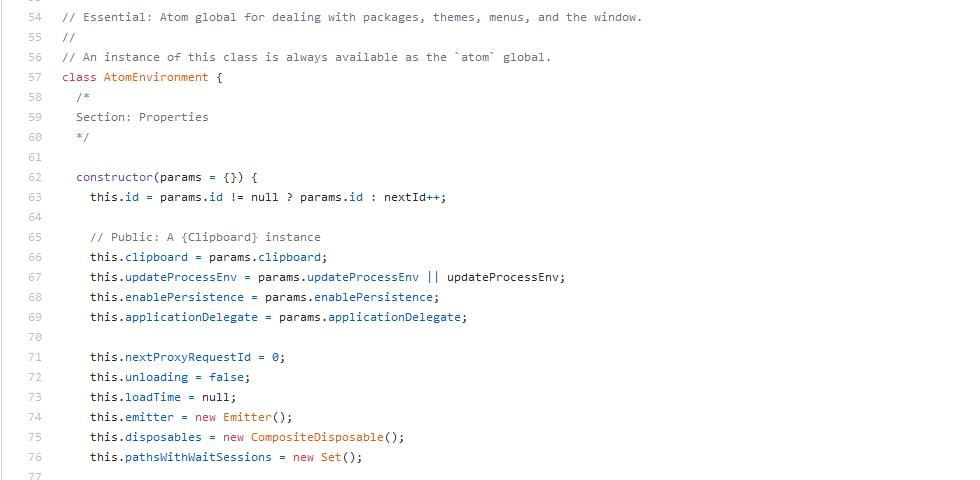 54 // Essential: Atom global for dealing with packages, themes, menus, and the window.
55 //
56 // An instance of this class is always available as the `atom` global.
57 class AtomEnvironment {
58 /*
59 Section: Properties
60 */
61
62 constructor(params = {}) {
63 this.id = params.id != null ? params.id : nextId++;
64
65 // Public: A {Clipboard} instance
66 this.clipboard = params.clipboard;
67 this.updateProcessEnv = params.updateProcessEnv || updateProcessEnv;
68 this.enablePersistence = params.enablePersistence;
69 this.applicationDelegate = params.applicationDelegate;
70
71 this.nextProxyRequestId = 0;
72 this.unloading = false;
73 this.loadTime = null;
74 this.emitter = new Emitter();
75 this.disposables = new CompositeDisposable();
76 this.pathsWithWaitSessions = new Set();
77